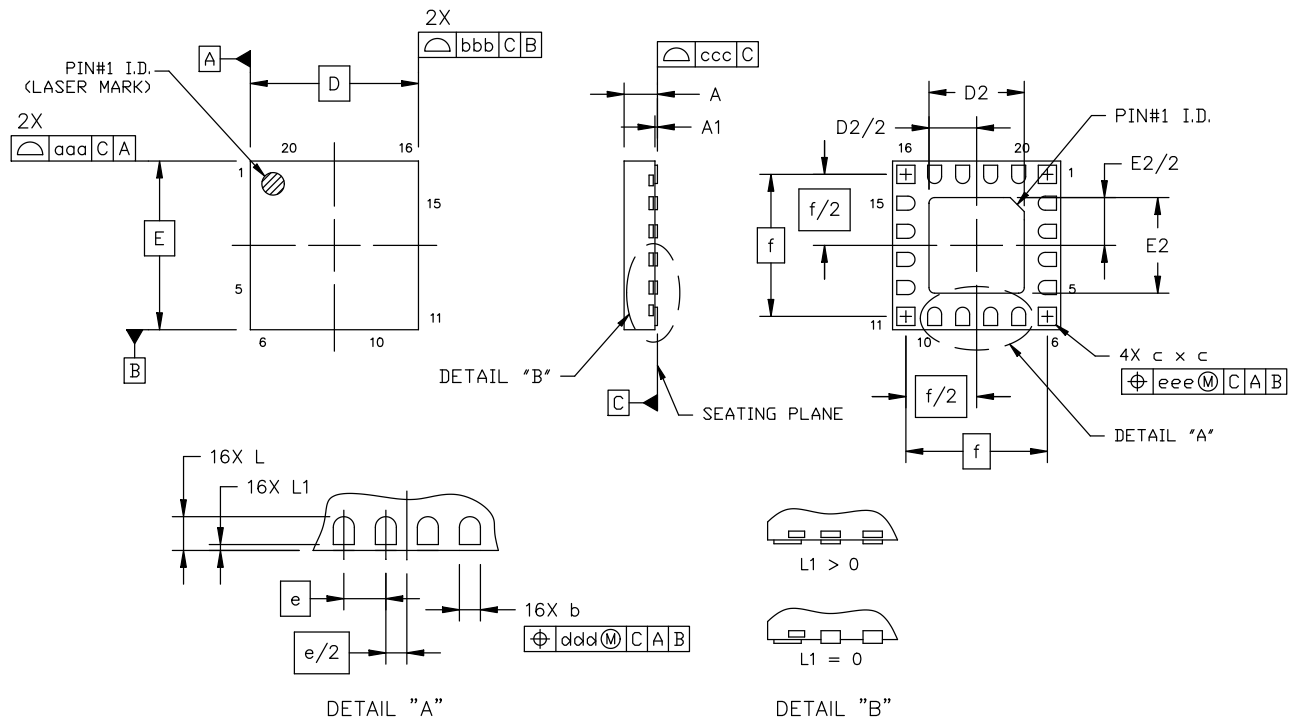 2X
⌓ bbb C B
A
D
PIN#1 I.D.
(LASER MARK)
2X
⌓ aaa C A
20
16
1
15
E
5
11
6
10
B
⌓ ccc C
A
A1
DETAIL "B"
C
SEATING PLANE
D2
D2/2
PIN#1 I.D.
16
20
1
E2/2
15
f/2
f
E2
5
11
10
6
4X c x c
⌖ eee Ⓜ C A B
f/2
f
DETAIL "A"
16X L
16X L1
e
e/2
16X b
⌖ ddd Ⓜ C A B
DETAIL "A"
L1 > 0
L1 = 0
DETAIL "B"